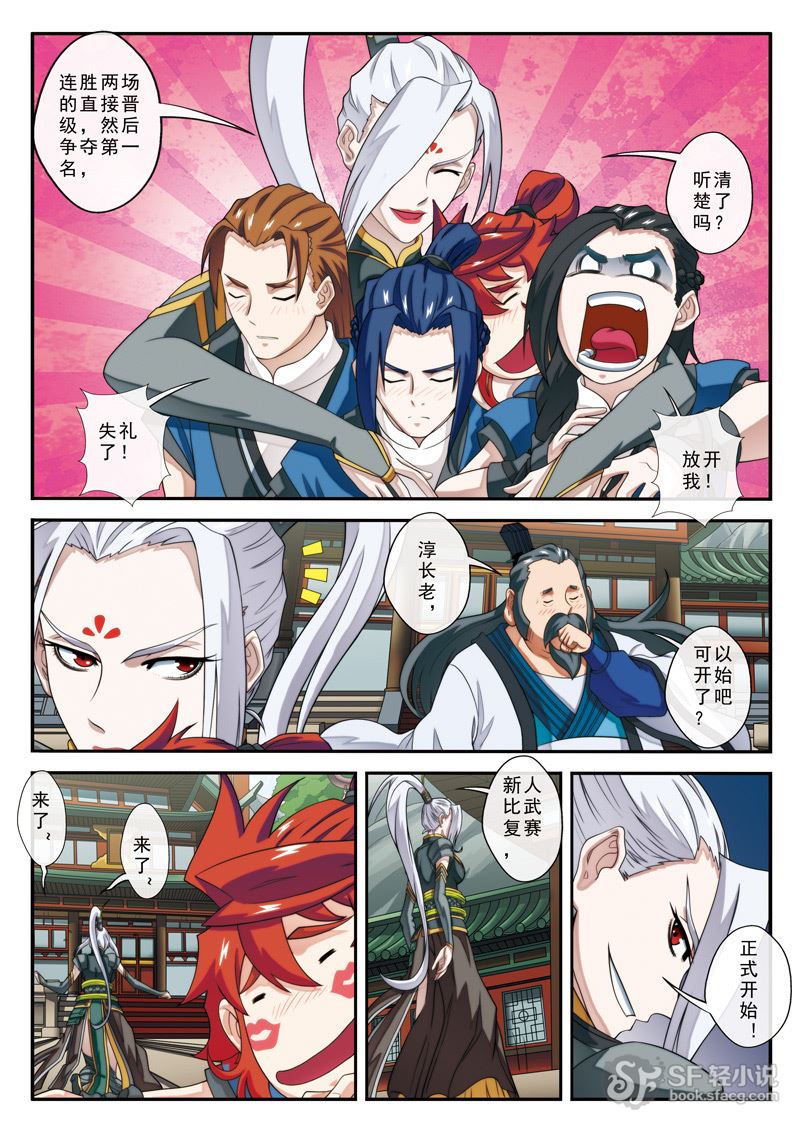 连胜两场
的直接晋
级，然后
争夺第一
名，
听清
楚了
吗？
失礼
了！
放开
我！
淳长
老，
可以
开始
了吧
？
来
了~
来
了~
新人
比武
复赛
，
正式
开始！
SF轻小说
book.sfacg.com